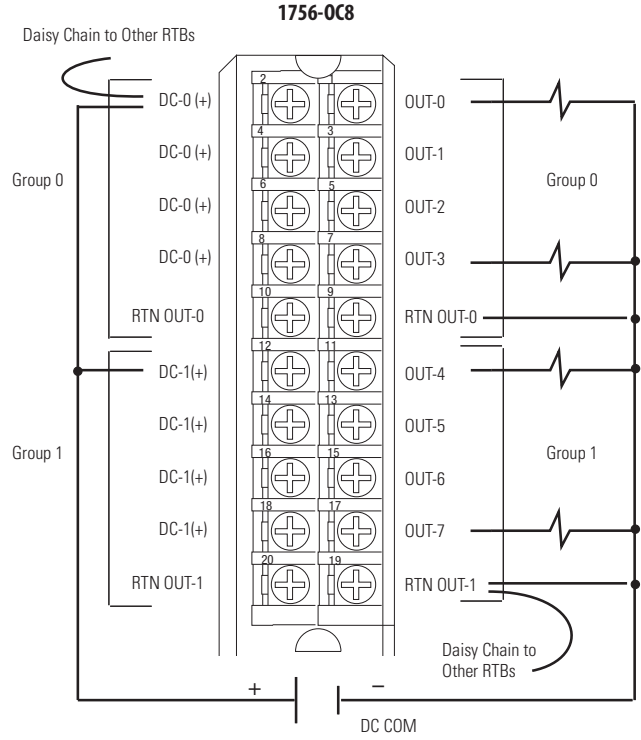 1756-OC8
Daisy Chain to Other RTBs
2 1
DC-0 (+) OUT-0
4 3
DC-0 (+) OUT-1
Group 0 Group 0
6 5
DC-0 (+) OUT-2
8 7
DC-0 (+) OUT-3
10 9
RTN OUT-0 RTN OUT-0
12 11
DC-1(+) OUT-4
14 13
DC-1(+) OUT-5
Group 1 Group 1
16 15
DC-1(+) OUT-6
18 17
DC-1(+) OUT-7
20 19
RTN OUT-1 RTN OUT-1
Daisy Chain to
Other RTBs
+ –
DC COM